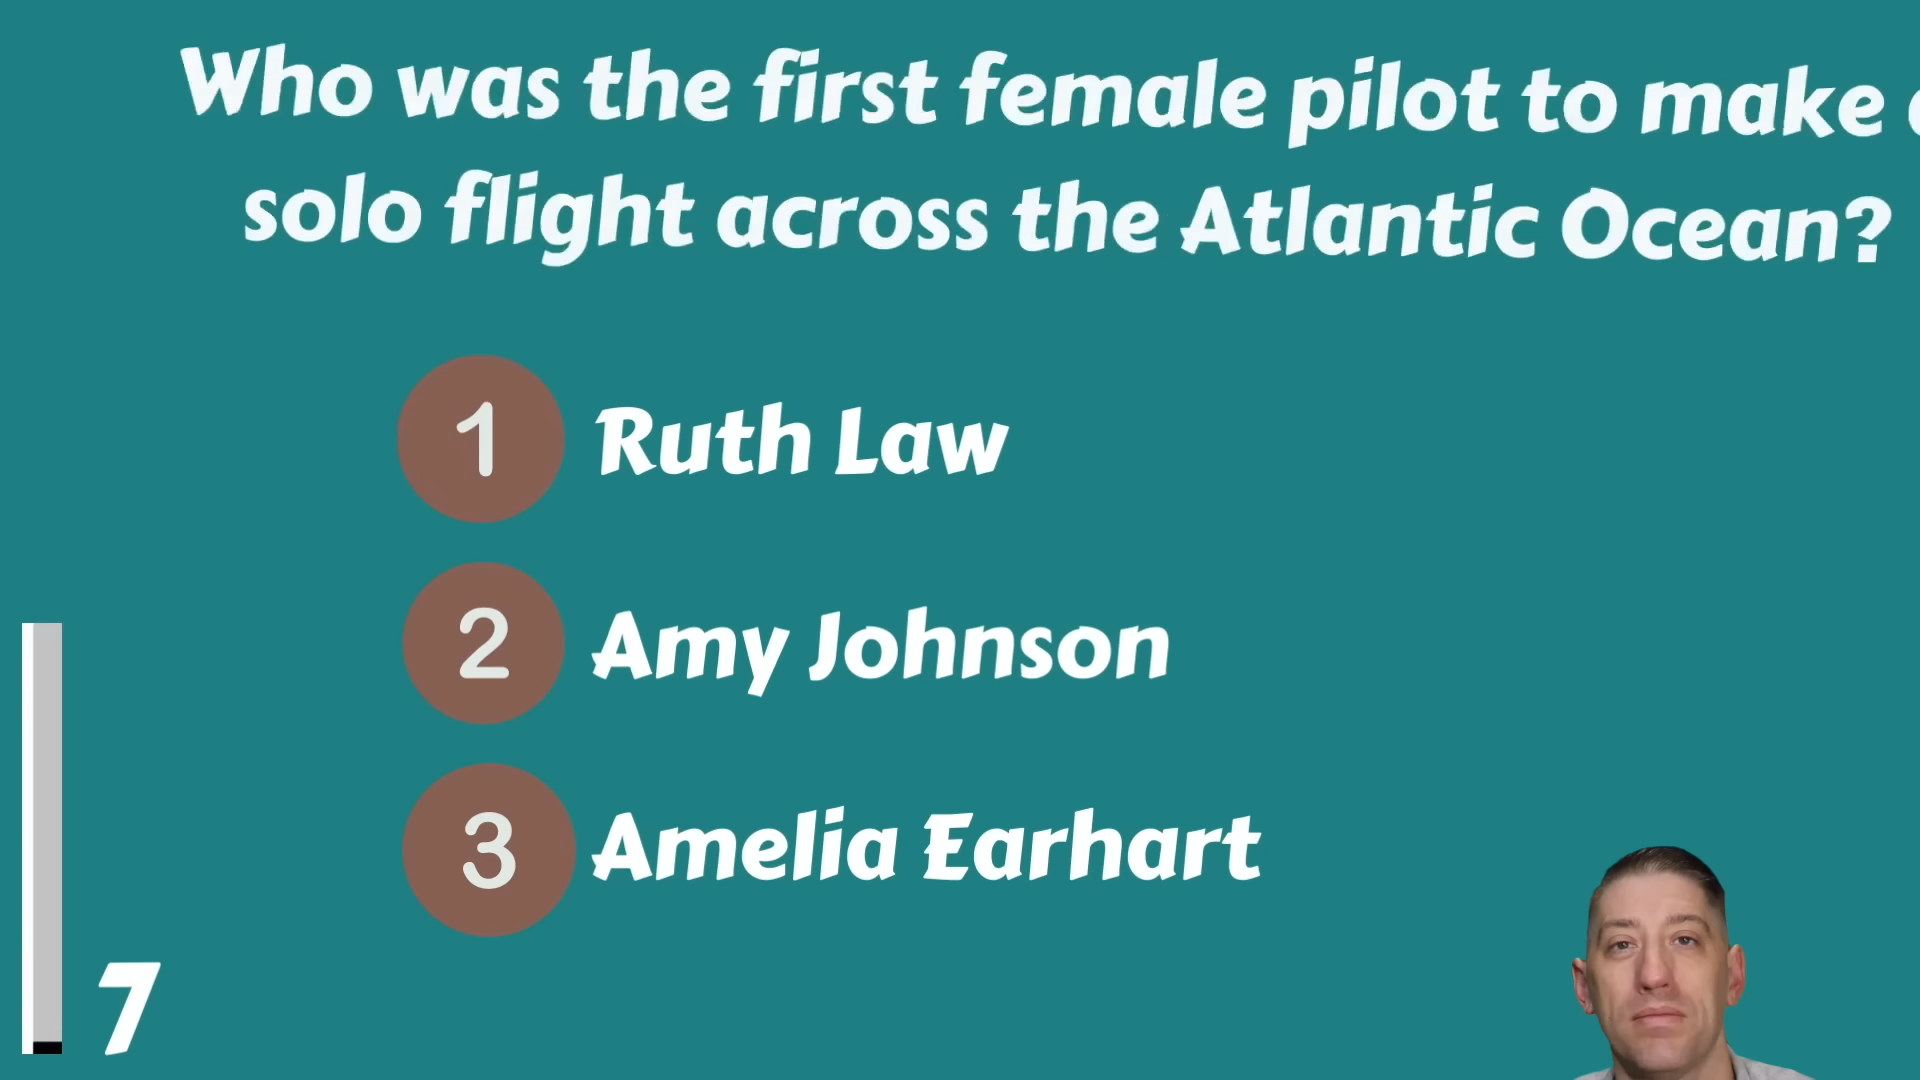 Who was the first female pilot to make
solo flight across the Atlantic Ocean?
1 Ruth Law
2 Amy Johnson
3 Amelia Earhart
7